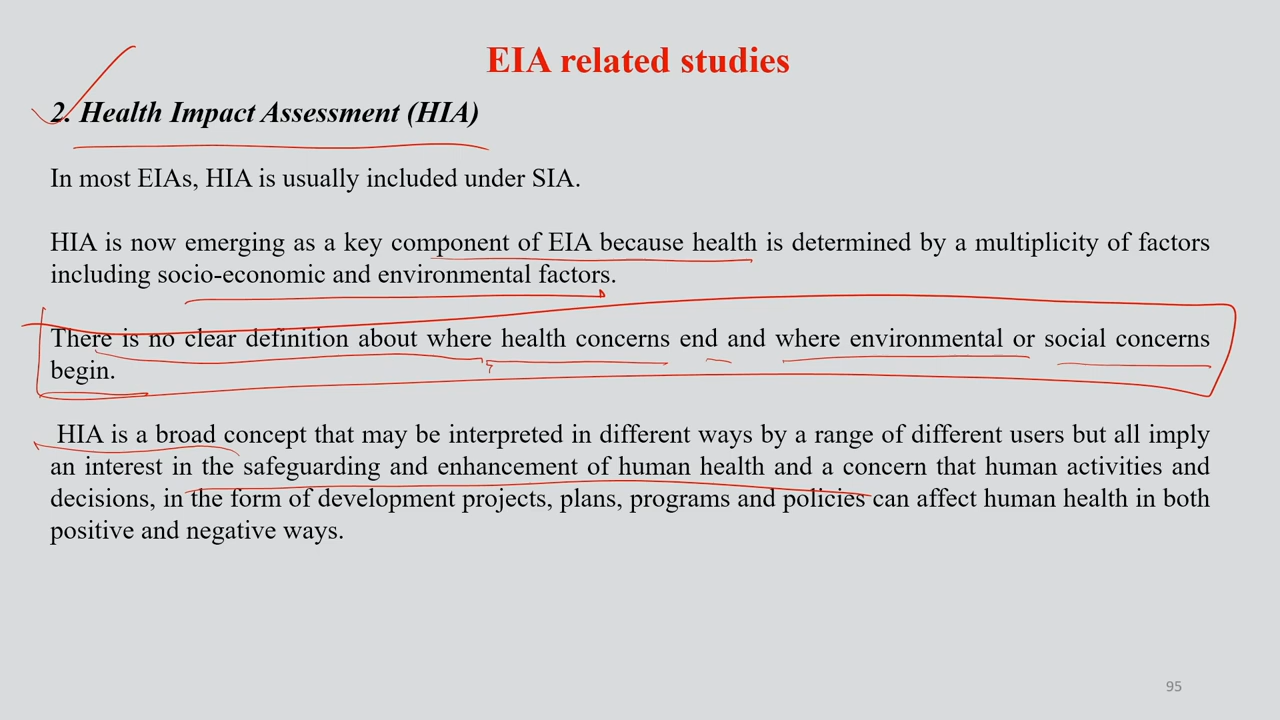 EIA related studies
2. Health Impact Assessment (HIA)
In most EIAs, HIA is usually included under SIA.
HIA is now emerging as a key component of EIA because health is determined by a multiplicity of factors
including socio-economic and environmental factors.
There is no clear definition about where health concerns end and where environmental or social concerns
begin.
HIA is a broad concept that may be interpreted in different ways by a range of different users but all imply
an interest in the safeguarding and enhancement of human health and a concern that human activities and
decisions, in the form of development projects, plans, programs and policies can affect human health in both
positive and negative ways.
95